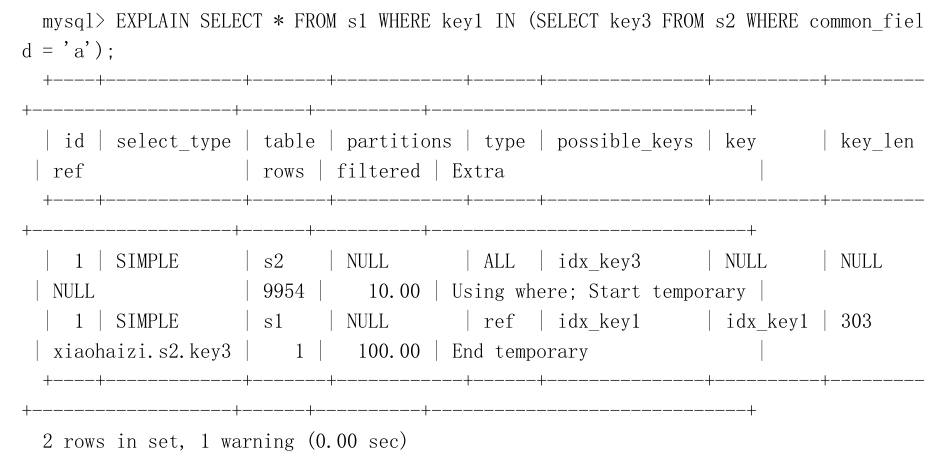 mysql> EXPLAIN SELECT * FROM s1 WHERE key1 IN (SELECT key3 FROM s2 WHERE common_fiel
d = 'a');
+----+-------------+-------+------------+------+---------------+----------+---------
+-------------------+------+----------+-----------------------------+
| id | select_type | table | partitions | type | possible_keys | key      | key_len
| ref               | rows | filtered | Extra                       |
+----+-------------+-------+------------+------+---------------+----------+---------
+-------------------+------+----------+-----------------------------+
|  1 | SIMPLE      | s2    | NULL       | ALL  | idx_key3      | NULL     | NULL
| NULL              | 9954 |    10.00 | Using where; Start temporary |
|  1 | SIMPLE      | s1    | NULL       | ref  | idx_key1      | idx_key1 | 303
| xiaohaizi.s2.key3 |    1 |   100.00 | End temporary               |
+----+-------------+-------+------------+------+---------------+----------+---------
+-------------------+------+----------+-----------------------------+
2 rows in set, 1 warning (0.00 sec)